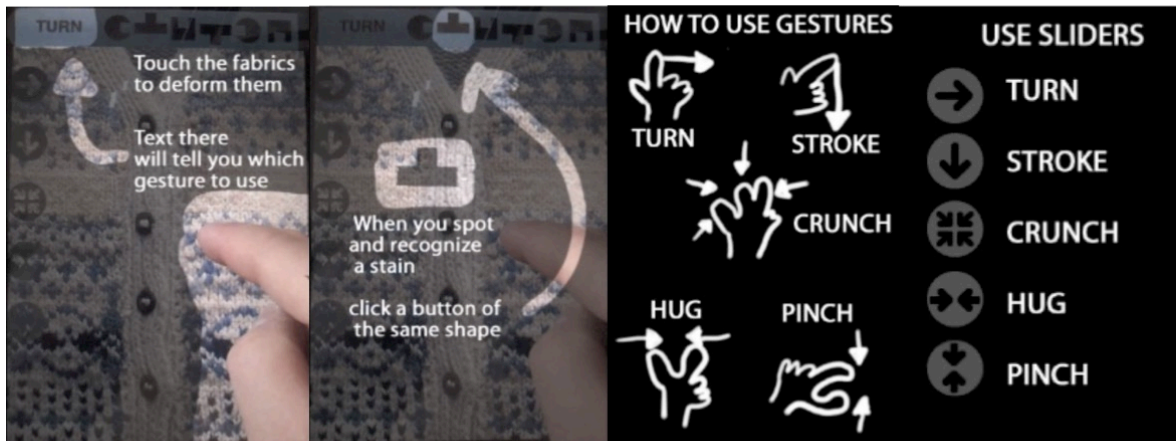 TURN
Touch the fabrics
to deform them
Text there
will tell you which
gesture to use
TURN
When you spot
and recognize
a stain
click a button of
the same shape
HOW TO USE GESTURES
TURN
STROKE
CRUNCH
HUG
PINCH
USE SLIDERS
TURN
STROKE
CRUNCH
HUG
PINCH